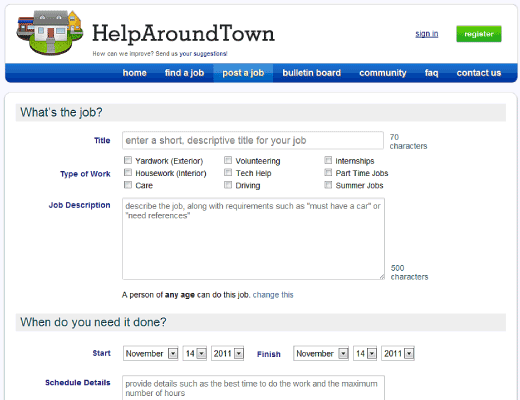 HelpAroundTown
How can we improve? Send us your suggestions!
sign in
register
home find a job post a job bulletin board community faq contact us
What's the job?
Title
enter a short, descriptive title for your job
70
characters
Yardwork (Exterior) Volunteering Internships
Type of Work
Housework (Interior) Tech Help Part Time Jobs
Care Driving Summer Jobs
Job Description
describe the job, along with requirements such as "must have a car" or
"need references"
500
characters
A person of any age can do this job. change this
When do you need it done?
Start November 14 2011 Finish November 14 2011
Schedule Details
provide details such as the best time to do the work and the maximum
number of hours